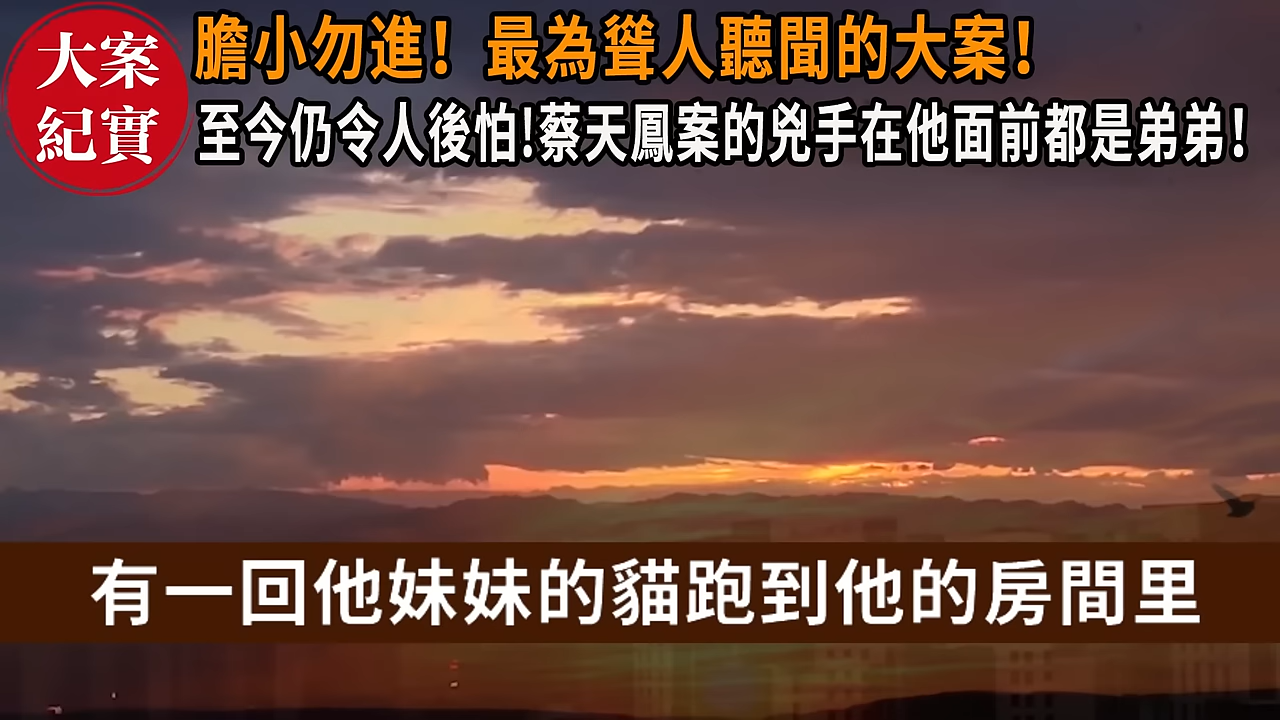 大案
紀實
膽小勿進！最為聳人聽聞的大案！
至今仍令人後怕!蔡天鳳案的兇手在他面前都是弟弟！
有一回他妹妹的貓跑到他的房間里